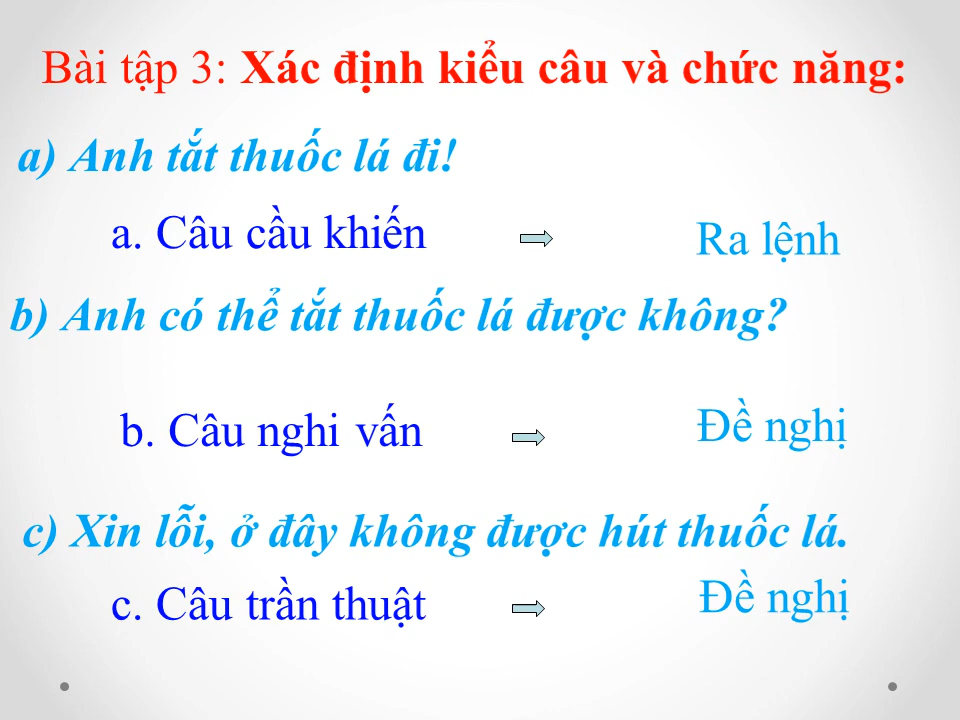 Bài tập 3: Xác định kiểu câu và chức năng:
a) Anh tắt thuốc lá đi!
a. Câu cầu khiến
Ra lệnh
b) Anh có thể tắt thuốc lá được không?
b. Câu nghi vấn
Đề nghị
c) Xin lỗi, ở đây không được hút thuốc lá.
c. Câu trần thuật
Đề nghị